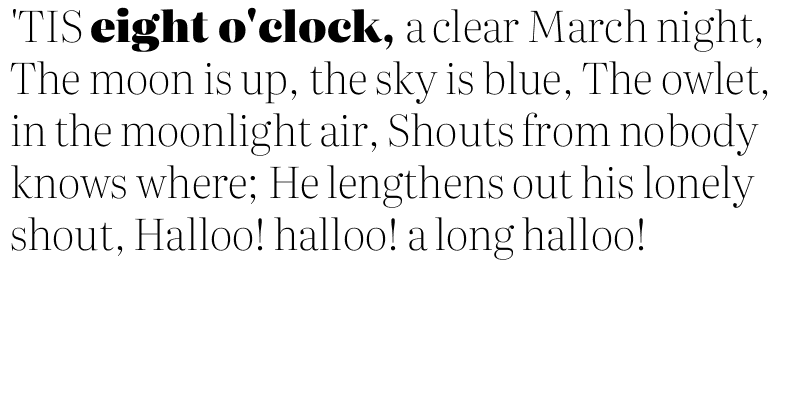 'TIS eight o'clock, a clear March night,
The moon is up, the sky is blue, The owlet,
in the moonlight air, Shouts from nobody
knows where; He lengthens out his lonely
shout, Halloo! halloo! a long halloo!